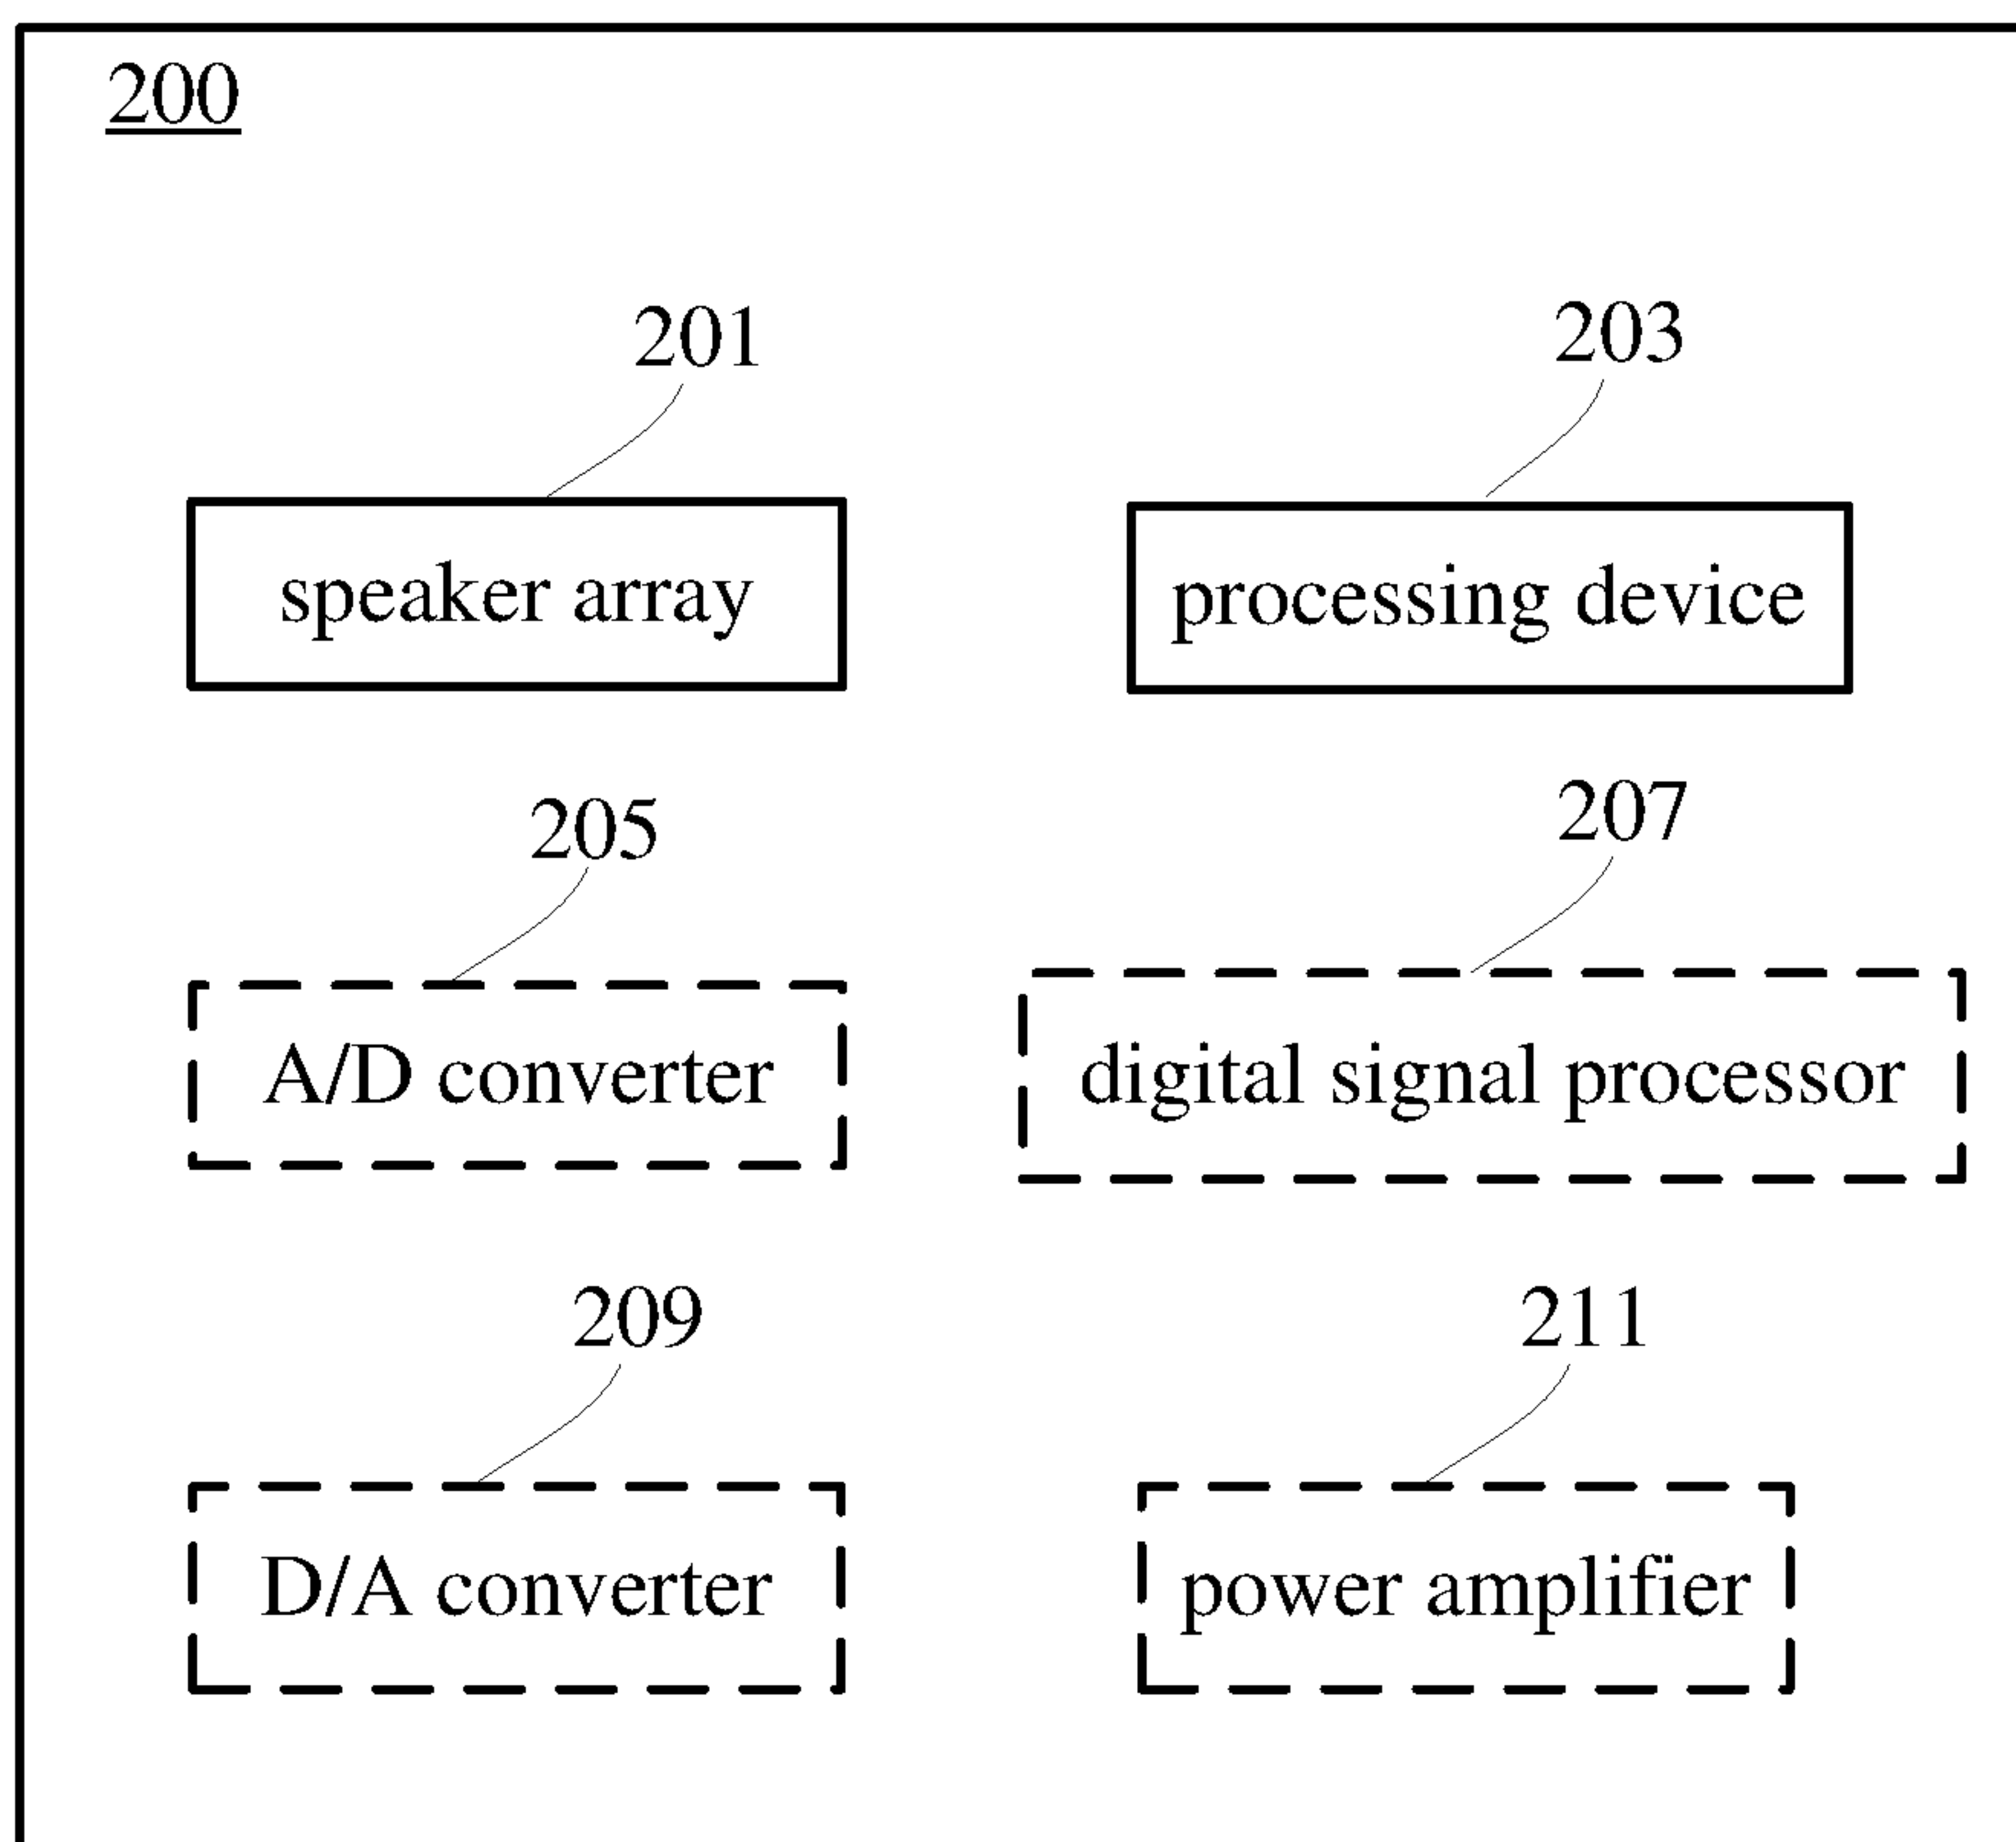 200
201
203
speaker array
processing device
205
207
A/D converter
digital signal processor
209
211
D/A converter
power amplifier